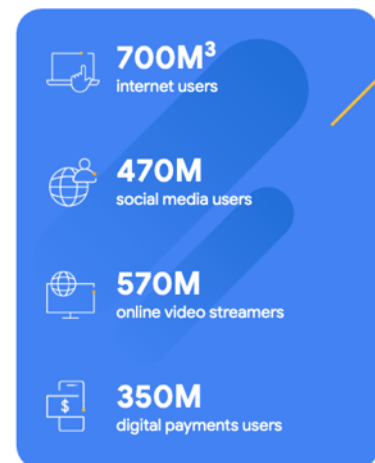 700M³
internet users
470M
social media users
570M
online video streamers
$
350M
digital payments users